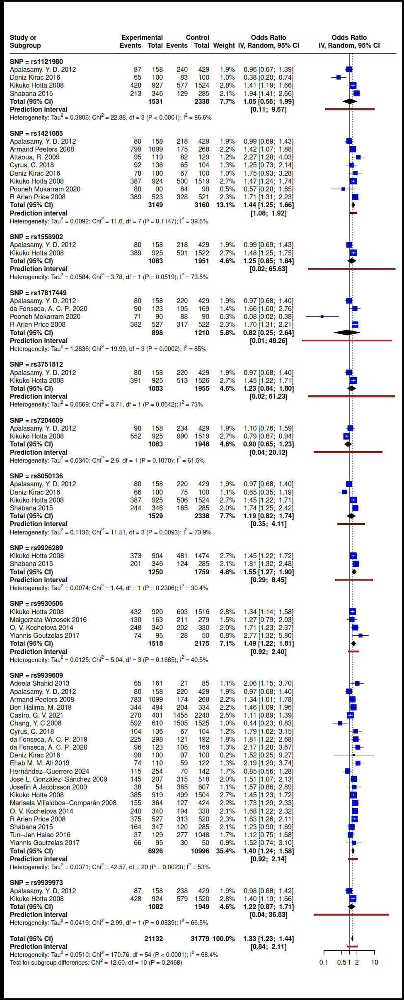 Study or Experimental Control Odds Ratio Odds Ratio
Subgroup Events Total Events Total Weight IV, Random, 95% CI IV, Random, 95% CI
SNP = rs1121980
Apalasamy, Y. D. 2012 87 158 240 429 1.9% 0.96 [0.67; 1.39]
Deniz Kirac 2016 65 100 83 100 1.0% 0.38 [0.20; 0.74]
Kikuko Hotta 2008 428 927 577 1524 2.8% 1.41 [1.19; 1.66]
Shabana 2015 213 346 129 285 2.1% 1.94 [1.41; 2.66]
Total (95% CI) 1531 2338 7.7% 1.05 [0.56; 1.99]
Prediction interval [0.11; 9.67]
Heterogeneity: Tau² = 0.3806; Chi² = 22.38, df = 3 (P < 0.0001); I² = 86.6%
SNP = rs1421085
Apalasamy, Y. D. 2012 80 158 218 429 1.9% 0.99 [0.69; 1.43]
Armand Peeters 2008 799 1099 175 268 2.2% 1.42 [1.07; 1.88]
Attaoua, R. 2009 95 119 82 129 1.2% 2.27 [1.28; 4.03]
Cyrus, C. 2018 92 136 65 104 1.3% 1.25 [0.73; 2.14]
Deniz Kirac 2016 78 100 67 100 1.0% 1.75 [0.93; 3.28]
Kikuko Hotta 2008 387 924 500 1519 2.7% 1.47 [1.24; 1.74]
Pooneh Mokarram 2020 80 90 84 90 0.5% 0.57 [0.20; 1.65]
R Arlen Price 2008 389 523 328 521 2.3% 1.71 [1.31; 2.23]
Total (95% CI) 3149 3160 13.1% 1.44 [1.25; 1.66]
Prediction interval [1.08; 1.92]
Heterogeneity: Tau² = 0.0092; Chi² = 11.6, df = 7 (P = 0.1147); I² = 39.6%
SNP = rs1558902
Apalasamy, Y. D. 2012 80 158 218 429 1.9% 0.99 [0.69; 1.43]
Kikuko Hotta 2008 389 925 501 1522 2.7% 1.48 [1.25; 1.75]
Total (95% CI) 1083 1951 4.6% 1.25 [0.85; 1.84]
Prediction interval [0.02; 65.63]
Heterogeneity: Tau² = 0.0584; Chi² = 3.78, df = 1 (P = 0.0519); I² = 73.5%
SNP = rs17817449
Apalasamy, Y. D. 2012 80 158 220 429 1.9% 0.97 [0.68; 1.40]
da Fonseca, A. C. P. 2020 90 123 105 169 1.4% 1.66 [1.00; 2.76]
Pooneh Mokarram 2020 71 90 88 90 0.3% 0.08 [0.02; 0.38]
R Arlen Price 2008 382 527 317 522 2.3% 1.70 [1.31; 2.21]
Total (95% CI) 898 1210 5.8% 0.82 [0.25; 2.64]
Prediction interval [0.01; 48.26]
Heterogeneity: Tau² = 1.2836; Chi² = 19.99, df = 3 (P = 0.0002); I² = 85%
SNP = rs3751812
Apalasamy, Y. D. 2012 80 158 220 429 1.9% 0.97 [0.68; 1.40]
Kikuko Hotta 2008 391 925 513 1526 2.7% 1.45 [1.22; 1.71]
Total (95% CI) 1083 1955 4.6% 1.23 [0.84; 1.80]
Prediction interval [0.02; 61.23]
Heterogeneity: Tau² = 0.0569; Chi² = 3.71, df = 1 (P = 0.0542); I² = 73%
SNP = rs7204609
Apalasamy, Y. D. 2012 90 158 234 429 1.9% 1.10 [0.76; 1.59]
Kikuko Hotta 2008 552 925 990 1519 2.7% 0.79 [0.67; 0.94]
Total (95% CI) 1083 1948 4.6% 0.90 [0.65; 1.23]
Prediction interval [0.04; 20.12]
Heterogeneity: Tau² = 0.0340; Chi² = 2.6, df = 1 (P = 0.1070); I² = 61.5%
SNP = rs8050136
Apalasamy, Y. D. 2012 80 158 220 429 1.9% 0.97 [0.68; 1.40]
Deniz Kirac 2016 66 100 75 100 1.1% 0.65 [0.35; 1.19]
Kikuko Hotta 2008 387 925 506 1524 2.7% 1.45 [1.22; 1.71]
Shabana 2015 244 346 165 285 2.0% 1.74 [1.25; 2.42]
Total (95% CI) 1529 2338 7.7% 1.19 [0.82; 1.74]
Prediction interval [0.35; 4.11]
Heterogeneity: Tau² = 0.1136; Chi² = 11.51, df = 3 (P = 0.0093); I² = 73.9%
SNP = rs9926289
Kikuko Hotta 2008 373 904 481 1474 2.7% 1.45 [1.22; 1.72]
Shabana 2015 201 346 124 285 2.1% 1.81 [1.32; 2.48]
Total (95% CI) 1250 1759 4.8% 1.55 [1.27; 1.90]
Prediction interval [0.29; 8.45]
Heterogeneity: Tau² = 0.0074; Chi² = 1.44, df = 1 (P = 0.2306); I² = 30.4%
SNP = rs9930506
Kikuko Hotta 2008 432 920 603 1516 2.8% 1.34 [1.14; 1.58]
Malgorzata Wrzosek 2016 130 163 211 279 1.5% 1.27 [0.79; 2.03]
O. V. Kochetova 2014 248 340 202 330 2.0% 1.71 [1.23; 2.37]
Yiannis Goutzelas 2017 74 95 28 50 0.8% 2.77 [1.32; 5.80]
Total (95% CI) 1518 2175 7.1% 1.49 [1.22; 1.81]
Prediction interval [0.92; 2.40]
Heterogeneity: Tau² = 0.0125; Chi² = 5.04, df = 3 (P = 0.1685); I² = 40.5%
SNP = rs9939609
Adeela Shahid 2013 65 161 21 85 1.1% 2.06 [1.15; 3.70]
Apalasamy, Y. D. 2012 80 158 220 429 1.9% 0.97 [0.68; 1.40]
Armand Peeters 2008 783 1099 174 268 2.2% 1.34 [1.01; 1.78]
Ben Halima, M. 2018 344 494 204 334 2.2% 1.46 [1.09; 1.96]
Castro, G. V. 2021 270 401 1455 2240 2.5% 1.11 [0.89; 1.39]
Chang, Y. C 2008 592 610 1505 1525 1.0% 0.44 [0.23; 0.83]
Cyrus, C. 2018 104 136 67 104 1.2% 1.79 [1.02; 3.15]
da Fonseca, A. C. P. 2019 225 298 121 192 1.8% 1.81 [1.22; 2.68]
da Fonseca, A. C. P. 2020 96 123 105 169 1.3% 2.17 [1.28; 3.67]
Deniz Kirac 2016 98 100 97 100 0.2% 1.52 [0.25; 9.27]
Ehab M. M. Ali 2019 74 110 59 122 1.3% 2.19 [1.29; 3.74]
Hernández−Guerrero 2024 115 254 70 142 1.7% 0.85 [0.56; 1.28]
José L. González−Sánchez 2009 145 207 315 518 2.0% 1.51 [1.07; 2.13]
Josefin A Jacobsson 2009 38 54 365 607 1.1% 1.57 [0.86; 2.89]
Kikuko Hotta 2008 385 919 499 1504 2.7% 1.45 [1.23; 1.72]
Marisela Villalobos−Comparán 2008 155 364 127 424 2.2% 1.73 [1.29; 2.33]
O. V. Kochetova 2014 240 340 194 330 2.1% 1.68 [1.22; 2.32]
R Arlen Price 2008 375 527 313 520 2.3% 1.63 [1.26; 2.11]
Shabana 2015 164 347 120 285 2.2% 1.23 [0.90; 1.69]
Tun−Jen Hsiao 2016 37 129 277 1048 1.7% 1.12 [0.75; 1.68]
Yiannis Goutzelas 2017 66 95 30 50 0.9% 1.52 [0.74; 3.10]
Total (95% CI) 6926 10996 35.4% 1.40 [1.24; 1.58]
Prediction interval [0.92; 2.14]
Heterogeneity: Tau² = 0.0371; Chi² = 42.57, df = 20 (P = 0.0023); I² = 53%
SNP = rs9939973
Apalasamy, Y. D. 2012 87 158 238 429 1.9% 0.98 [0.68; 1.42]
Kikuko Hotta 2008 428 924 579 1520 2.8% 1.40 [1.19; 1.66]
Total (95% CI) 1082 1949 4.6% 1.22 [0.87; 1.71]
Prediction interval [0.04; 36.83]
Heterogeneity: Tau² = 0.0419; Chi² = 2.99, df = 1 (P = 0.0839); I² = 66.5%
Total (95% CI) 21132 31779 100.0% 1.33 [1.23; 1.44]
Prediction interval [0.84; 2.11]
Heterogeneity: Tau² = 0.0510; Chi² = 170.76, df = 54 (P < 0.0001); I² = 68.4%
Test for subgroup differences: Chi² = 12.60, df = 10 (P = 0.2468)
0.1 0.5 1 2 10